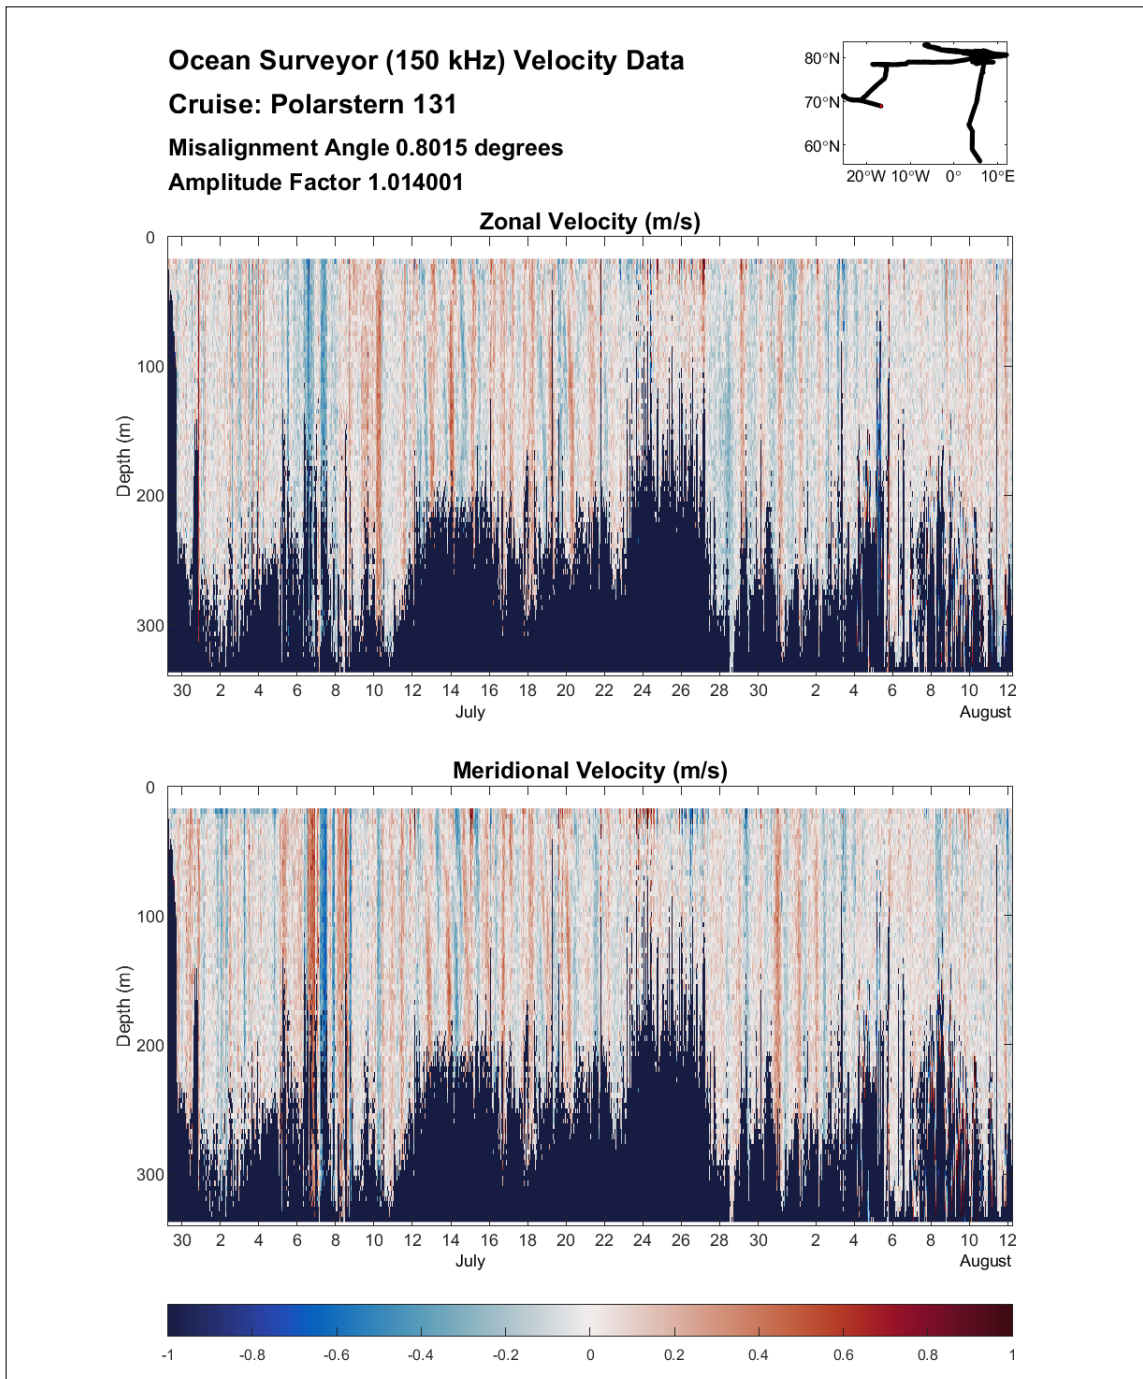 Ocean Surveyor (150 kHz) Velocity Data
Cruise: Polarstern 131
Misalignment Angle 0.8015 degrees
Amplitude Factor 1.014001
80°N
70°N
60°N
20°W 10°W 0° 10°E
Zonal Velocity (m/s)
0
100
200
300
Depth (m)
30 2 4 6 8 10 12 14 16 18 20 22 24 26 28 30 2 4 6 8 10 12
July August
Meridional Velocity (m/s)
0
100
200
300
Depth (m)
30 2 4 6 8 10 12 14 16 18 20 22 24 26 28 30 2 4 6 8 10 12
July August
-1 -0.8 -0.6 -0.4 -0.2 0 0.2 0.4 0.6 0.8 1